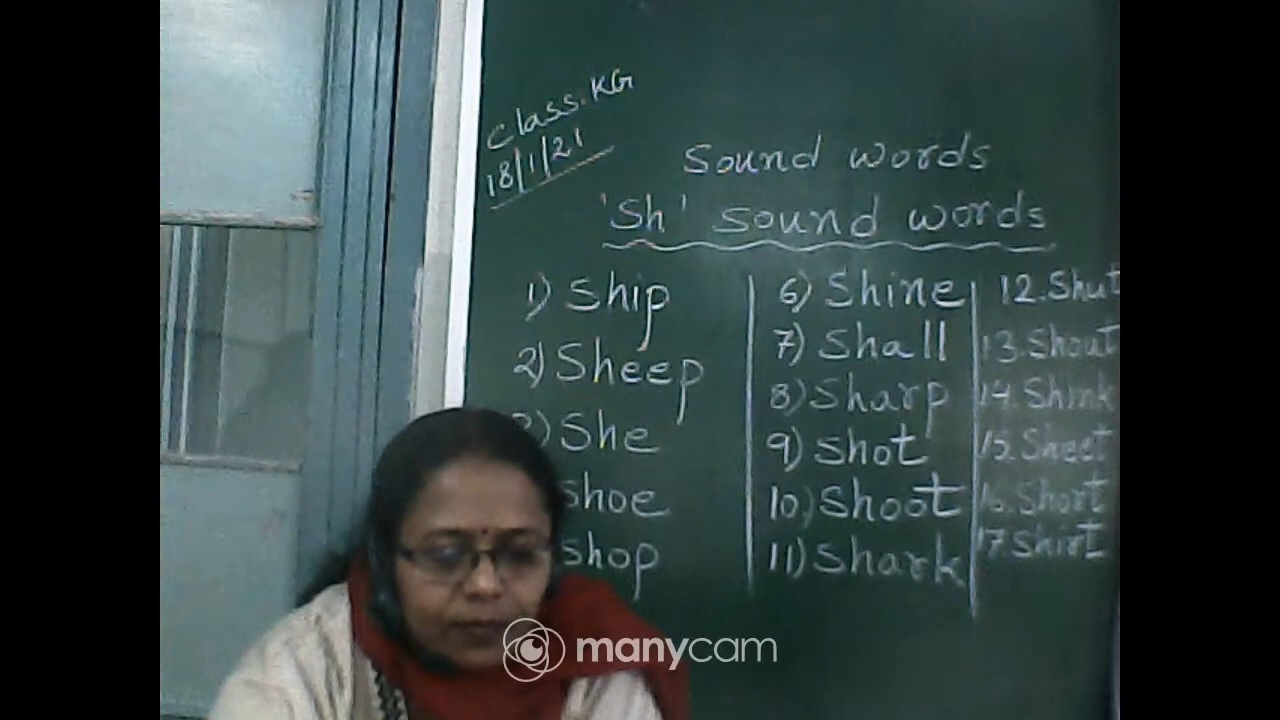 Class.KG
18/1/21
Sound words
'Sh' Sound words
1) Ship
2) Sheep
3) She
Shoe
Shop
6) Shine
7) Shall
8) Sharp
9) Shot
10) Shoot
11) Shark
12. Shut
13. Shout
14. Shink
15. Sheet
16. Short
17. Shirt
manycam